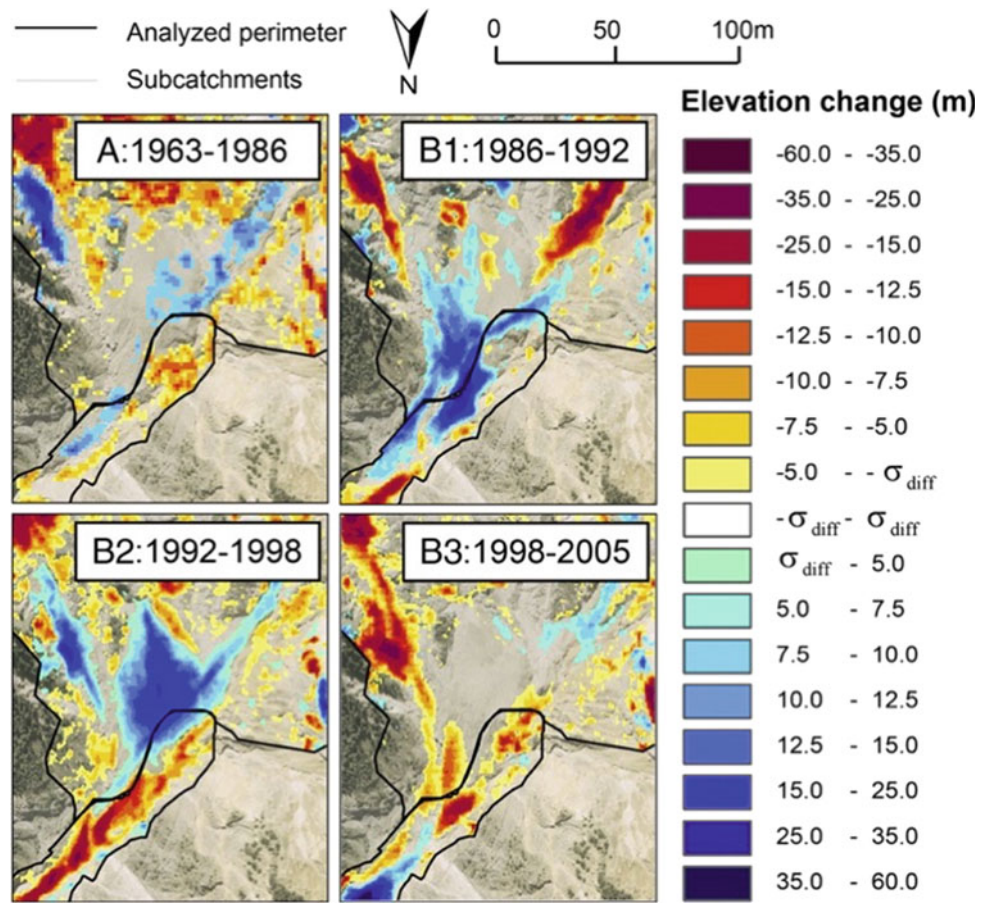 Analyzed perimeter
Subcatchments
N
0 50 100m
Elevation change (m)
A:1963-1986
B1:1986-1992
B2:1992-1998
B3:1998-2005
-60.0 - -35.0
-35.0 - -25.0
-25.0 - -15.0
-15.0 - -12.5
-12.5 - -10.0
-10.0 - -7.5
-7.5 - -5.0
-5.0 - - σdiff
-σdiff - σdiff
σdiff - 5.0
5.0 - 7.5
7.5 - 10.0
10.0 - 12.5
12.5 - 15.0
15.0 - 25.0
25.0 - 35.0
35.0 - 60.0